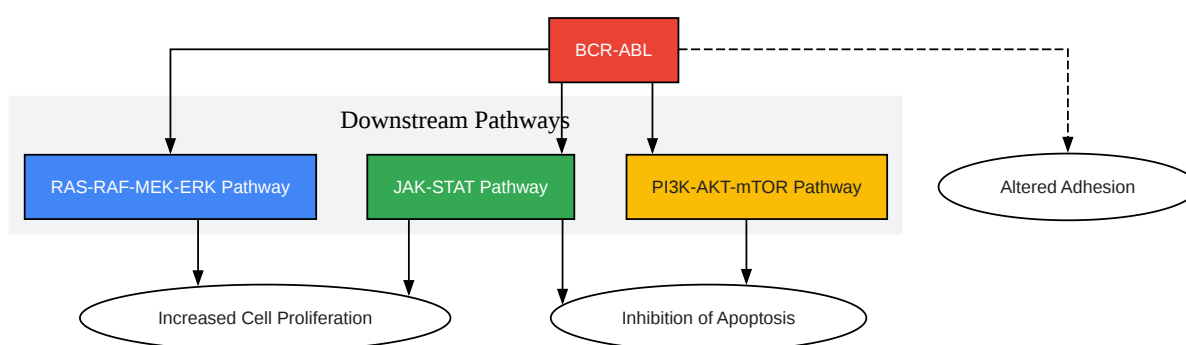 BCR-ABL
Downstream Pathways
RAS-RAF-MEK-ERK Pathway
JAK-STAT Pathway
PI3K-AKT-mTOR Pathway
Altered Adhesion
Increased Cell Proliferation
Inhibition of Apoptosis